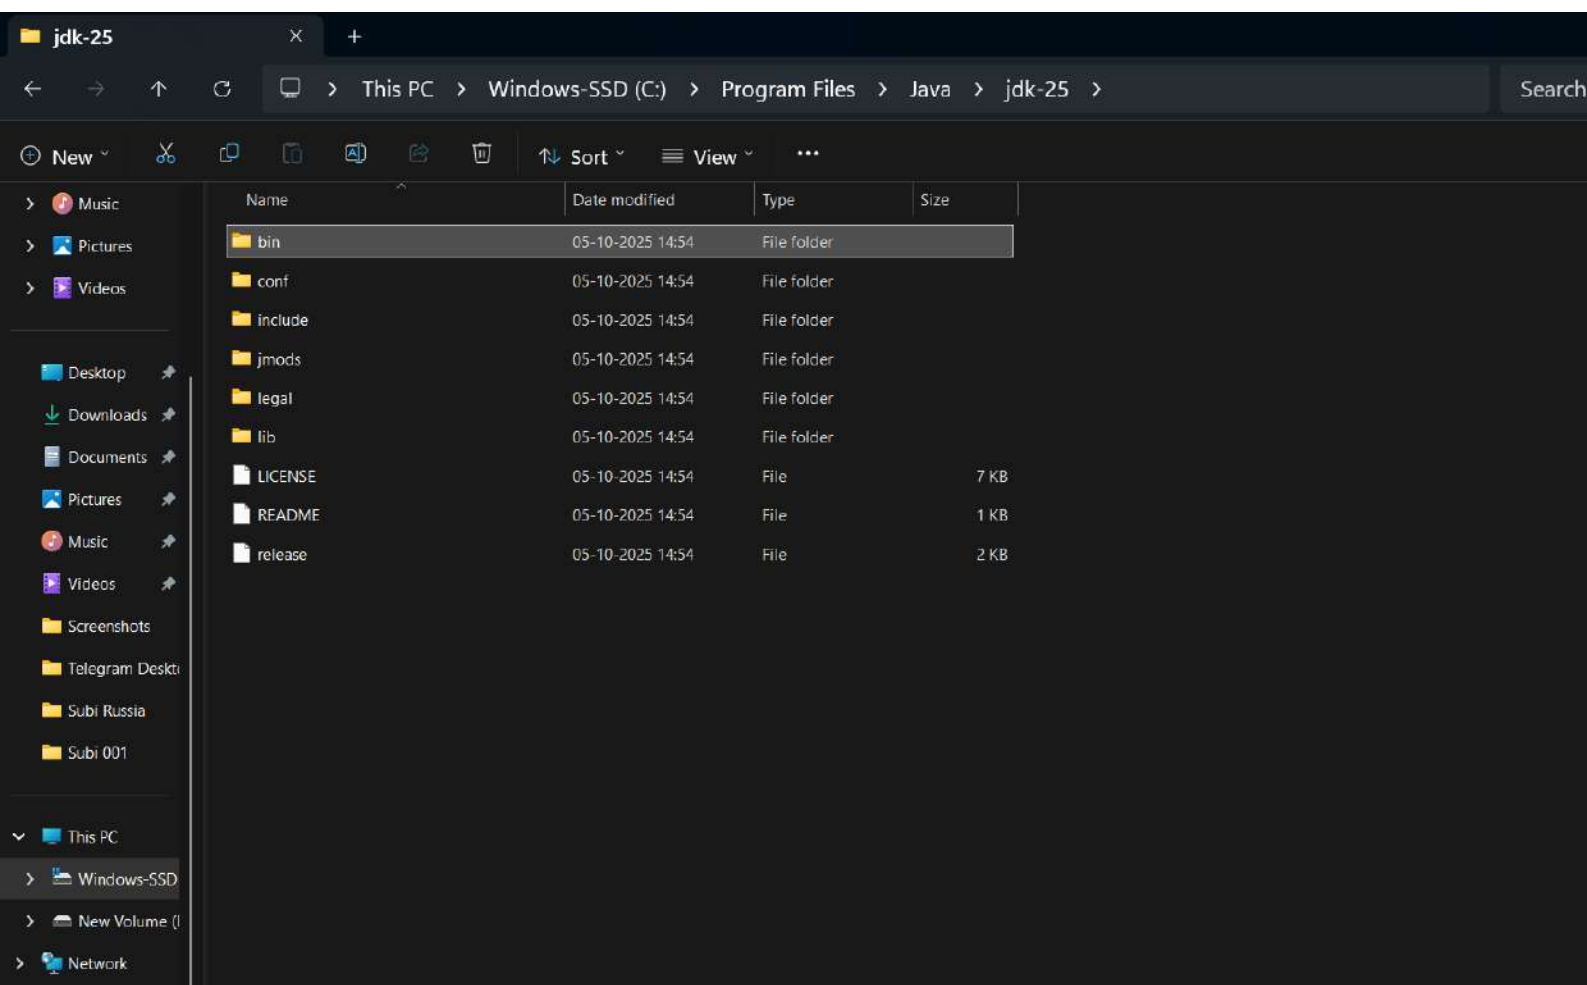 jdk-25
This PC > Windows-SSD (C:) > Program Files > Java > jdk-25 >
Search
New
Sort
View
Name Date modified Type Size
bin 05-10-2025 14:54 File folder
conf 05-10-2025 14:54 File folder
include 05-10-2025 14:54 File folder
jmods 05-10-2025 14:54 File folder
legal 05-10-2025 14:54 File folder
lib 05-10-2025 14:54 File folder
LICENSE 05-10-2025 14:54 File 7 KB
README 05-10-2025 14:54 File 1 KB
release 05-10-2025 14:54 File 2 KB
Music
Pictures
Videos
Desktop
Downloads
Documents
Pictures
Music
Videos
Screenshots
Telegram Deskt
Subi Russia
Subi 001
This PC
Windows-SSD
New Volume (
Network